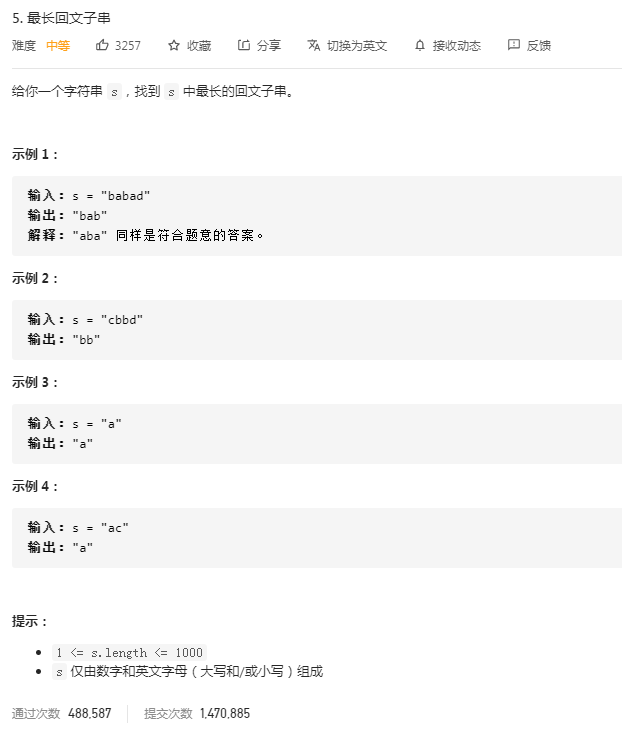 5. 最长回文子串
难度 中等 3257 收藏 分享 切换为英文 接收动态 反馈
给你一个字符串 s，找到 s 中最长的回文子串。
示例 1：
输入：s = "babad"
输出："bab"
解释："aba" 同样是符合题意的答案。
示例 2：
输入：s = "cbbd"
输出："bb"
示例 3：
输入：s = "a"
输出："a"
示例 4：
输入：s = "ac"
输出："a"
提示：
1 <= s.length <= 1000
s 仅由数字和英文字母（大写和/或小写）组成
通过次数 488,587 提交次数 1,470,885